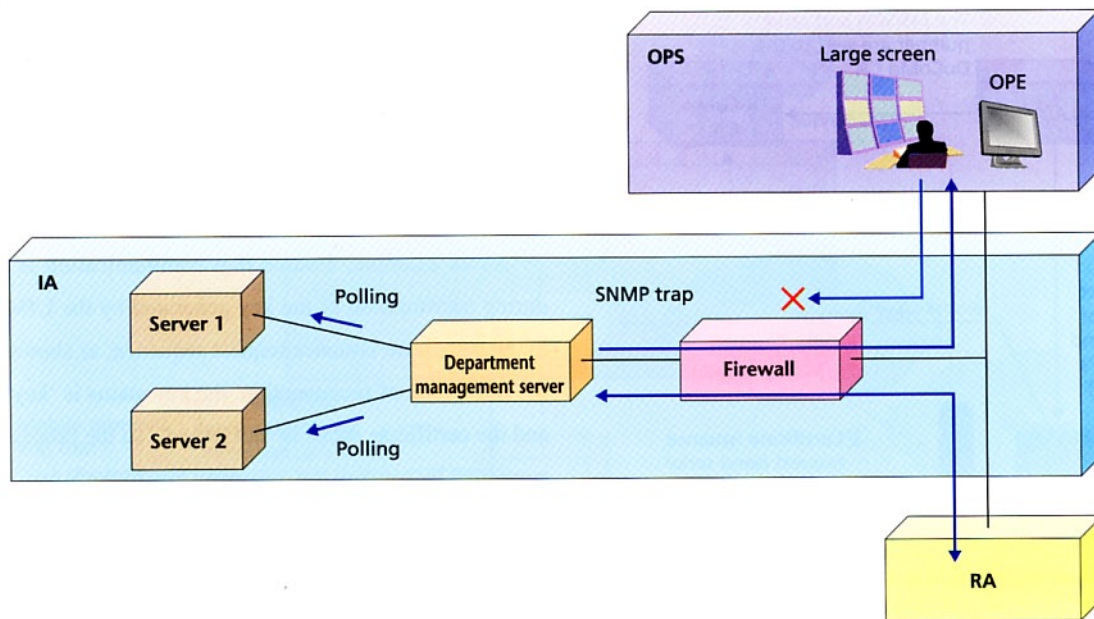 OPS
Large screen
OPE
IA
Polling
SNMP trap
Server 1
Department
management server
Firewall
Server 2
Polling
RA